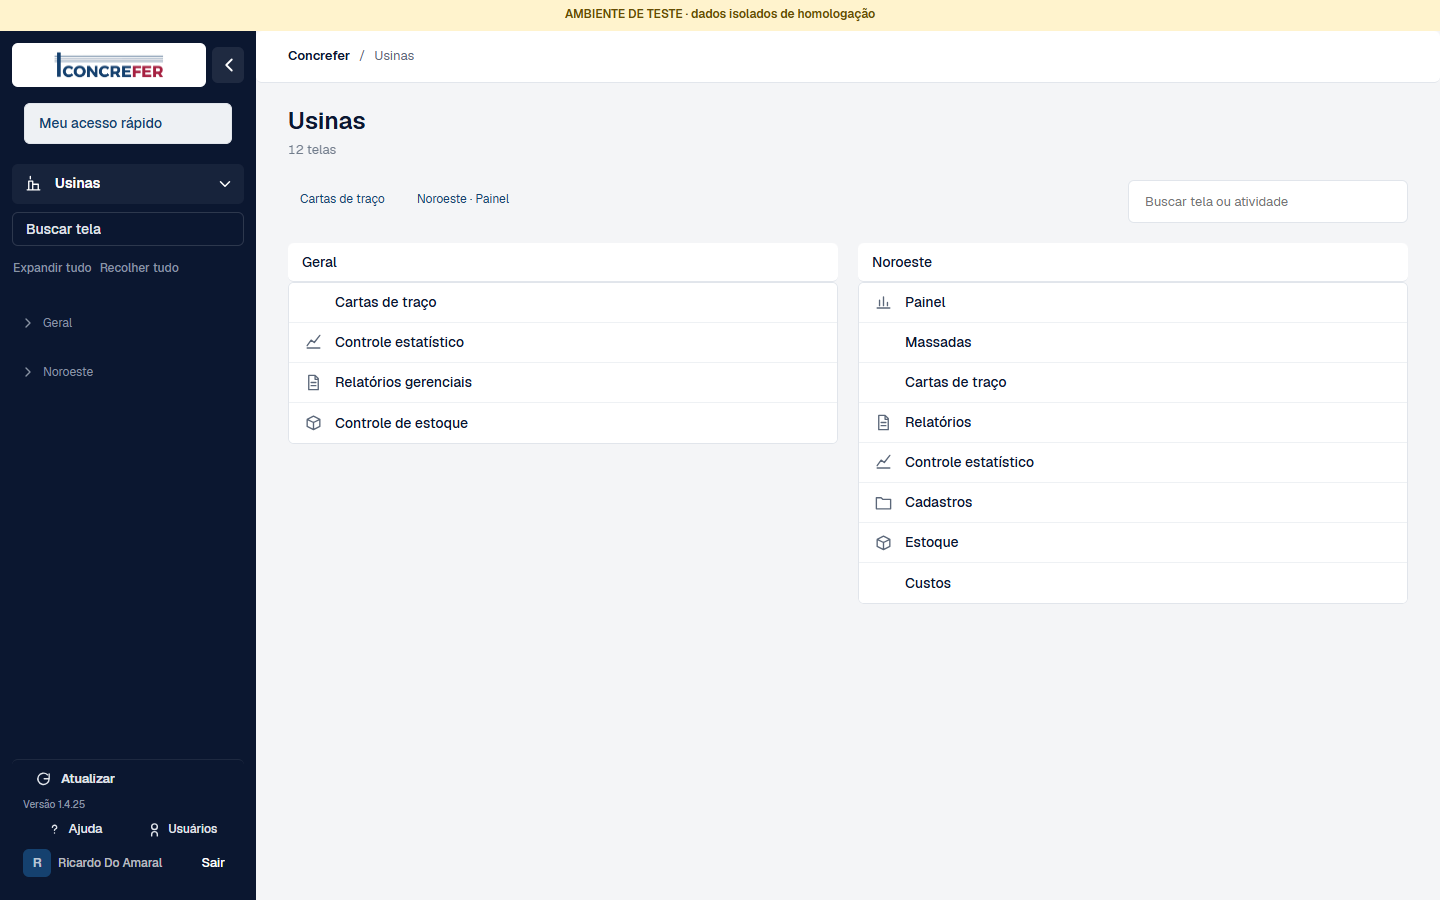 AMBIENTE DE TESTE · dados isolados de homologação
CONCREFER
Meu acesso rápido
Usinas
Buscar tela
Expandir tudo Recolher tudo
Geral
Noroeste
Atualizar
Versão 1.4.25
? Ajuda
Usuários
R Ricardo Do Amaral
Sair
Concrefer / Usinas
Usinas
12 telas
Cartas de traço
Noroeste · Painel
Buscar tela ou atividade
Geral
Cartas de traço
Controle estatístico
Relatórios gerenciais
Controle de estoque
Noroeste
Painel
Massadas
Cartas de traço
Relatórios
Controle estatístico
Cadastros
Estoque
Custos